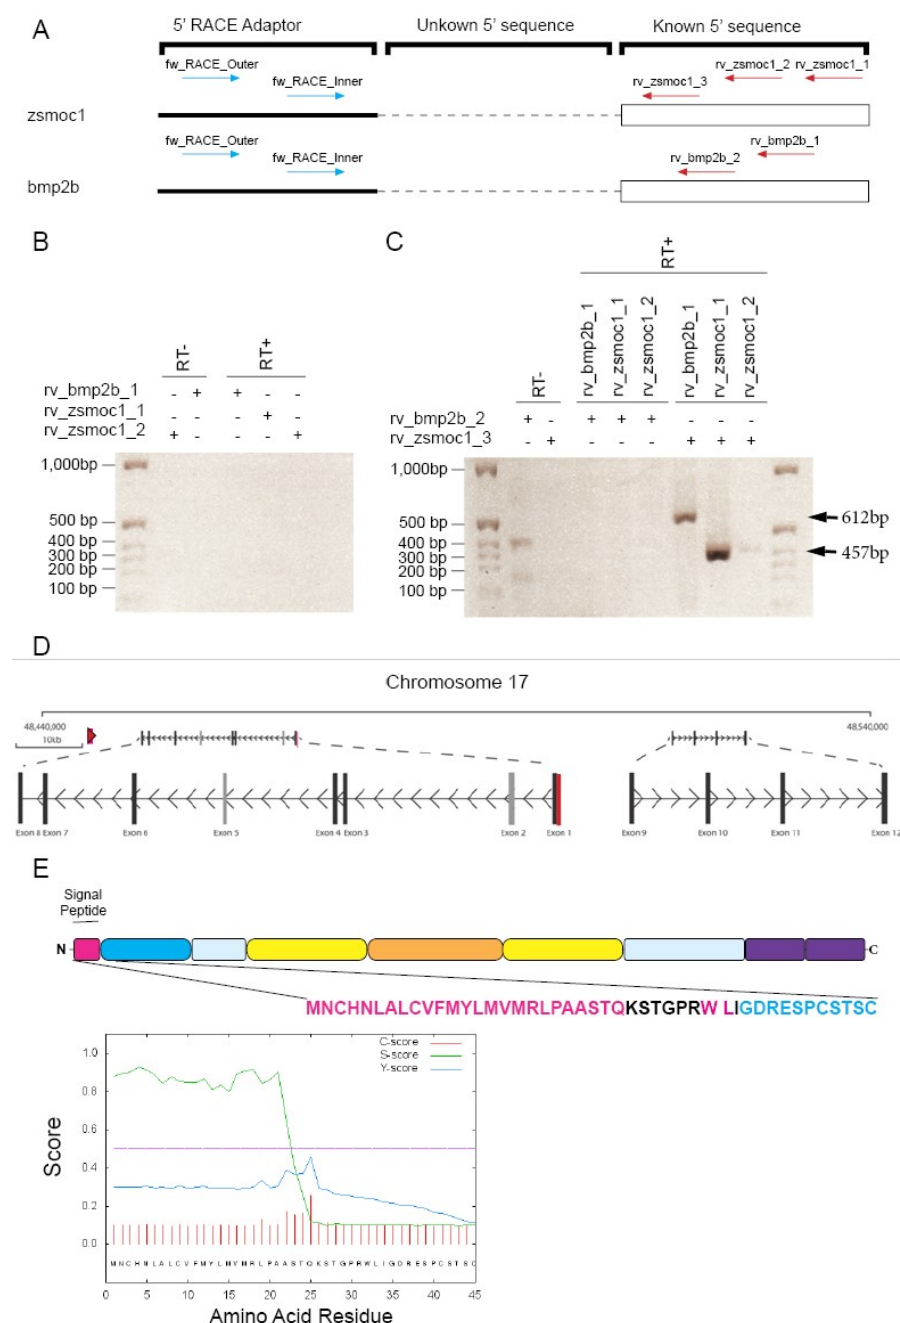 A
5’ RACE Adaptor Unkown 5’ sequence Known 5’ sequence
fw_RACE_Outer rv_zsmoc1_2 rv_zsmoc1_1
fw_RACE_Inner rv_zsmoc1_3
zsmoc1
fw_RACE_Outer rv_bmp2b_1
fw_RACE_Inner rv_bmp2b_2
bmp2b
B
RT- RT+
rv_bmp2b_1 - + + - -
rv_zsmoc1_1 - - - + -
rv_zsmoc1_2 + - - - +
1,000bp
500 bp
400 bp
300 bp
200 bp
100 bp
C
RT+
RT- rv_bmp2b_1 rv_zsmoc1_1 rv_zsmoc1_2 rv_bmp2b_1 rv_zsmoc1_1 rv_zsmoc1_2
rv_bmp2b_2 + - + + + - - -
rv_zsmoc1_3 - + - - - + + +
1,000bp
500 bp
400 bp
300 bp
200 bp
100 bp
612bp
457bp
D
Chromosome 17
48,440,000 48,540,000
10kb
Exon 8 Exon 7 Exon 6 Exon 5 Exon 4 Exon3 Exon 2 Exon 1 Exon9 Exon 10 Exon 11 Exon 12
E
Signal
Peptide
N C
MNCHNLALCVFMYLMVMRLPAASTQKSTGPRW LIGDRESPCSTSC
C-score
S-score
Y-score
1.0
0.8
0.6
0.4
0.2
0.0
Score
M N C H N L A L C V F M Y L M V M R L P A A S T Q K S T G P R W L I G D R E S P C S T S C
0 5 10 15 20 25 30 35 40 45
Amino Acid Residue